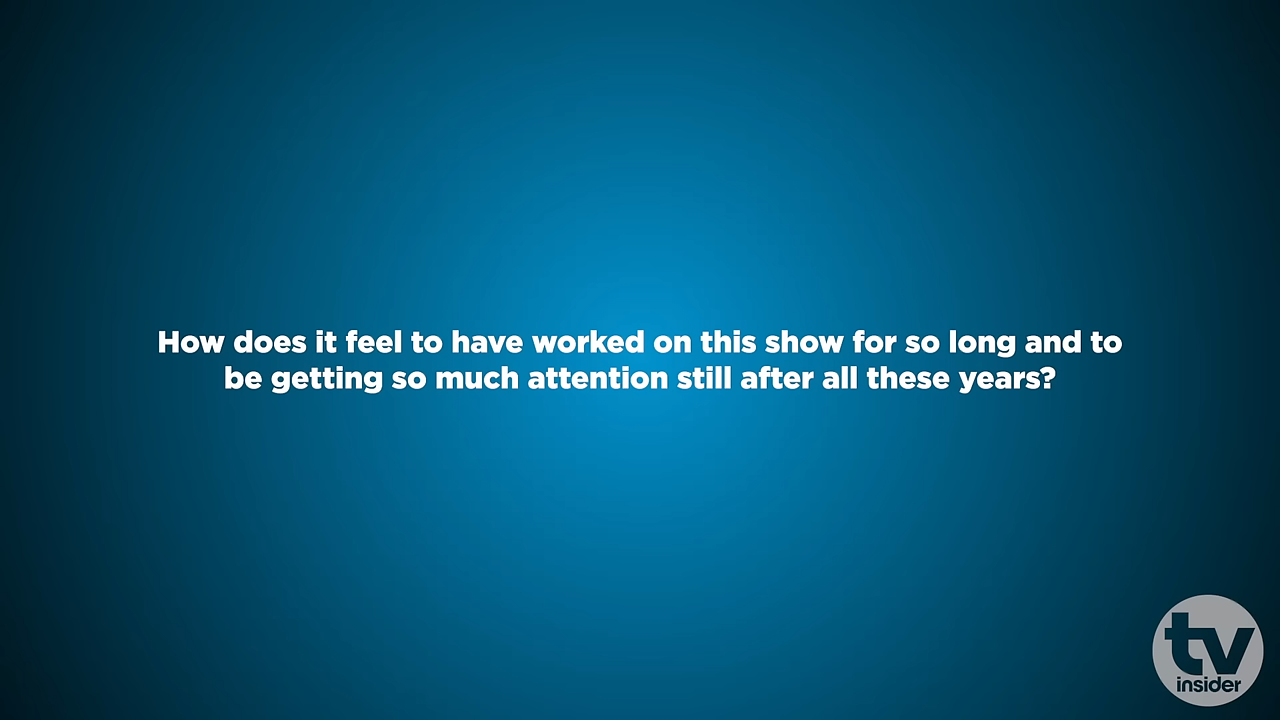 How does it feel to have worked on this show for so long and to
be getting so much attention still after all these years?
tv
insider